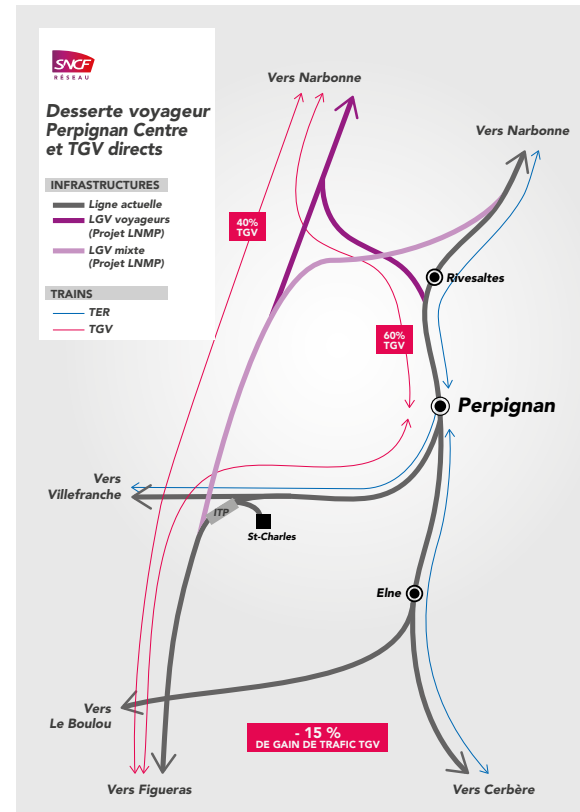 SNCF
RÉSEAU
Desserte voyageur
Perpignan Centre
et TGV directs
INFRASTRUCTURES
Ligne actuelle
LGV voyageurs
(Projet LNMP)
LGV mixte
(Projet LNMP)
TRAINS
TER
TGV
Vers Narbonne
Vers Narbonne
40%
TGV
Rivesaltes
60%
TGV
Perpignan
Vers
Villefranche
ITP
St-Charles
Elne
Vers
Le Boulou
- 15 %
DE GAIN DE TRAFIC TGV
Vers Figueras
Vers Cerbère